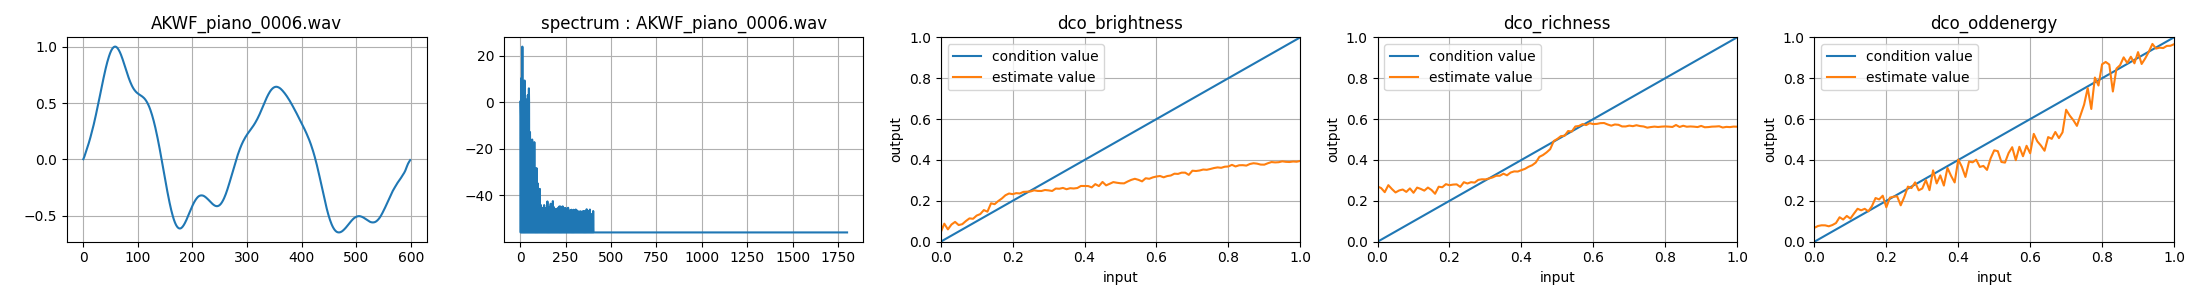 AKWF_piano_0006.wav
1.0
0.5
0.0
−0.5
0 100 200 300 400 500 600
spectrum : AKWF_piano_0006.wav
20
0
−20
−40
0 250 500 750 1000 1250 1500 1750
dco_brightness
condition value
estimate value
output
1.0
0.8
0.6
0.4
0.2
0.0
0.0 0.2 0.4 0.6 0.8 1.0
input
dco_richness
condition value
estimate value
output
1.0
0.8
0.6
0.4
0.2
0.0
0.0 0.2 0.4 0.6 0.8 1.0
input
dco_oddenergy
condition value
estimate value
output
1.0
0.8
0.6
0.4
0.2
0.0
0.0 0.2 0.4 0.6 0.8 1.0
input